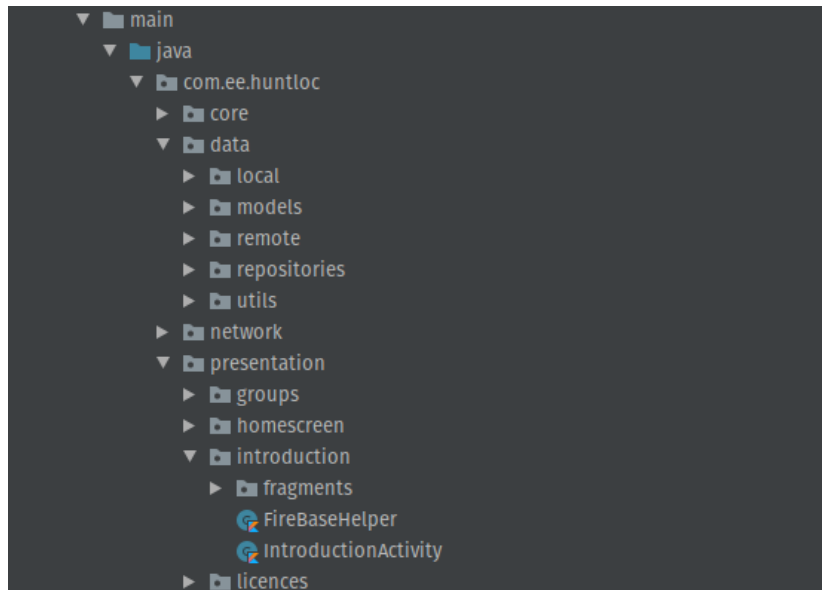 main
java
com.ee.huntloc
core
data
local
models
remote
repositories
utils
network
presentation
groups
homescreen
introduction
fragments
FireBaseHelper
IntroductionActivity
licences